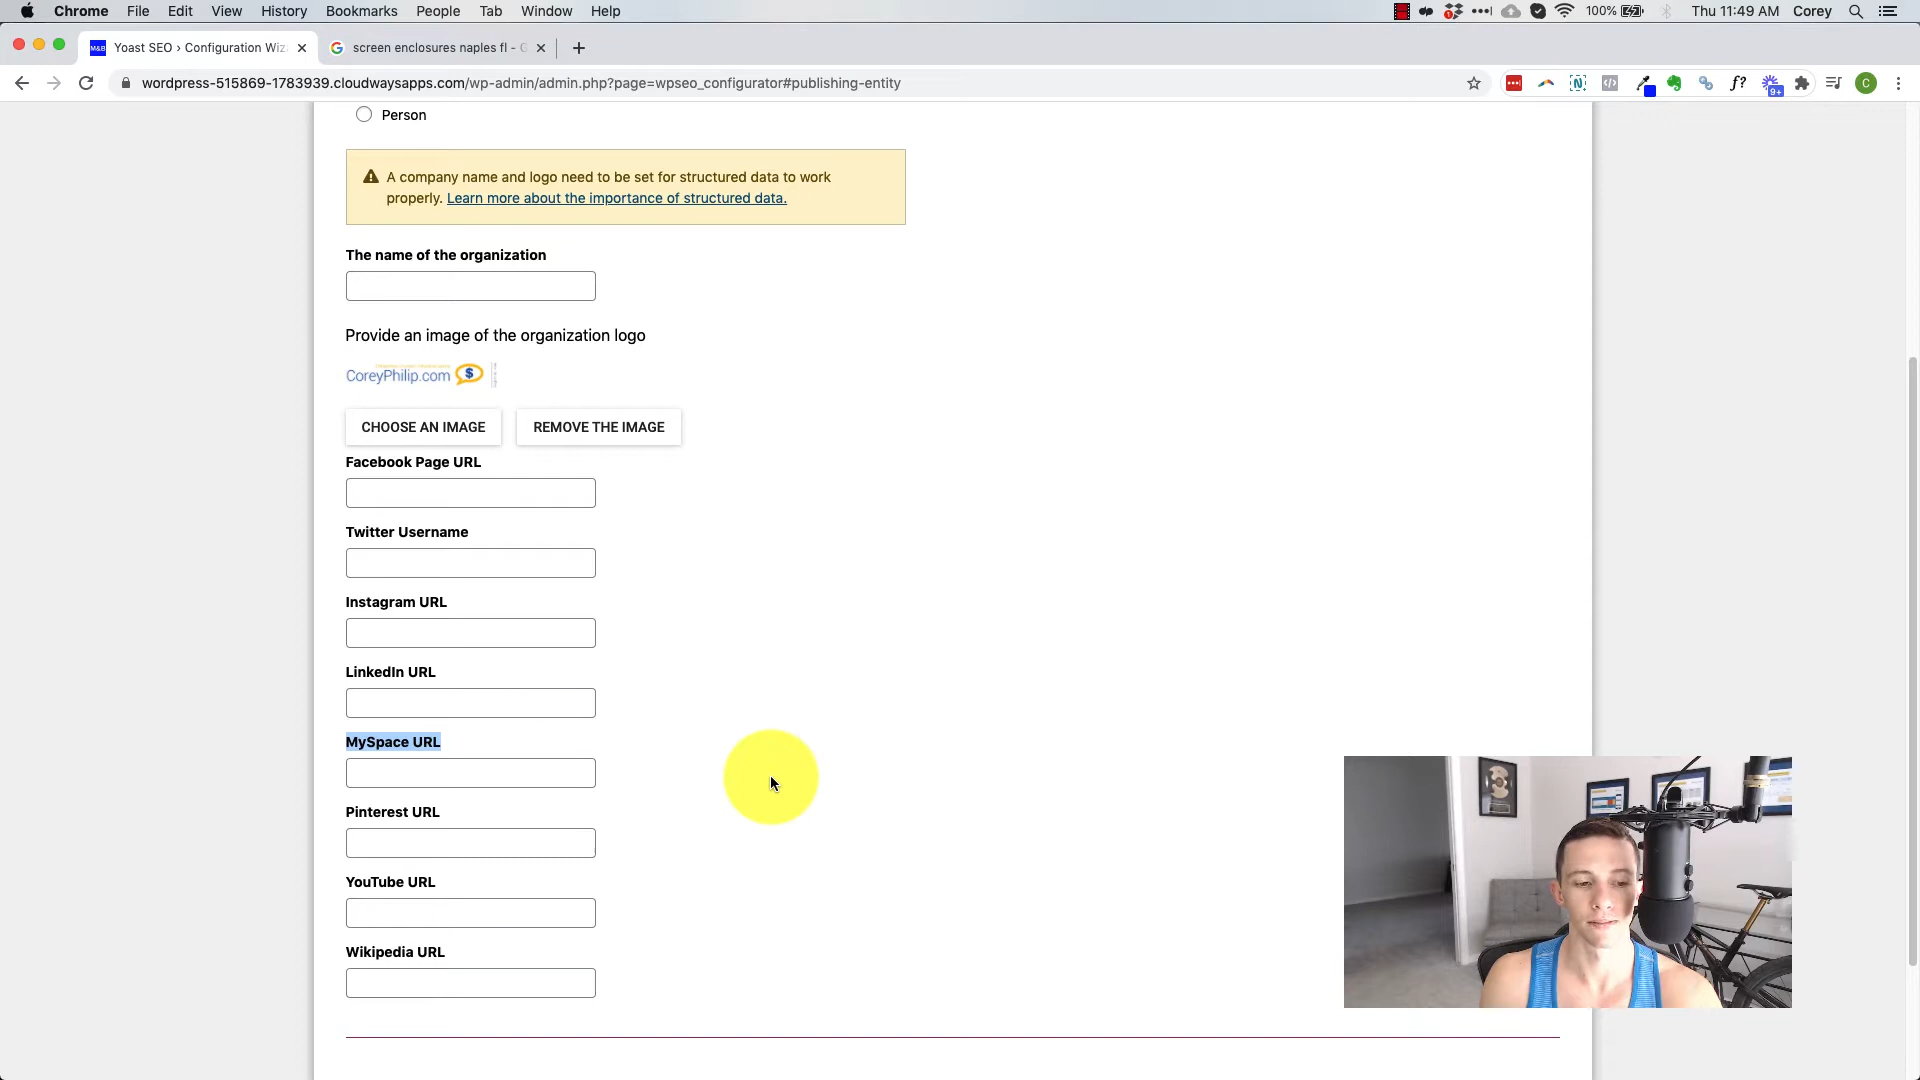 Chrome File Edit View History Bookmarks People Tab Window Help 100% Thu 11:49 AM Corey
M&B Yoast SEO › Configuration Wiz screen enclosures naples fl - G
wordpress-515869-1783939.cloudwaysapps.com/wp-admin/admin.php?page=wpseo_configurator#publishing-entity f? 9+ C
Person
A company name and logo need to be set for structured data to work
properly. Learn more about the importance of structured data.
The name of the organization
Provide an image of the organization logo
CoreyPhilip.com $
CHOOSE AN IMAGE REMOVE THE IMAGE
Facebook Page URL
Twitter Username
Instagram URL
LinkedIn URL
MySpace URL
Pinterest URL
YouTube URL
Wikipedia URL